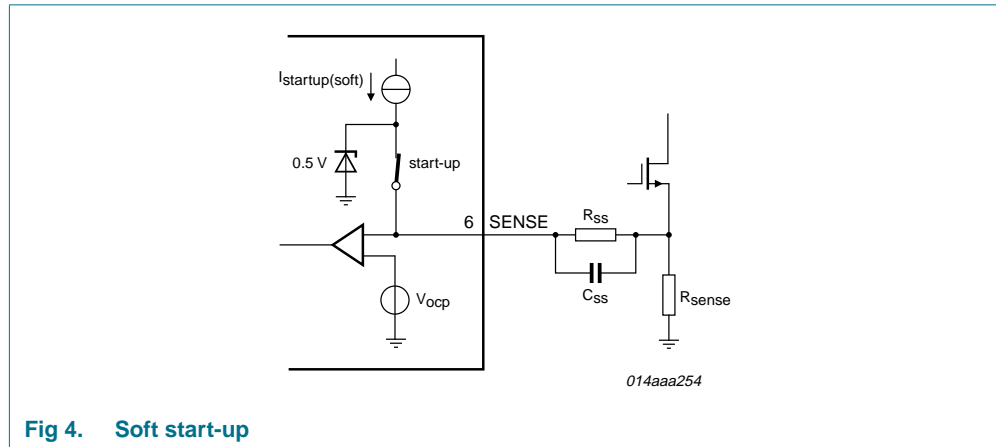 Istartup(soft)
0.5 V
start-up
6 SENSE
RSS
CSS
Vocp
Rsense
014aaa254
Fig 4. Soft start-up